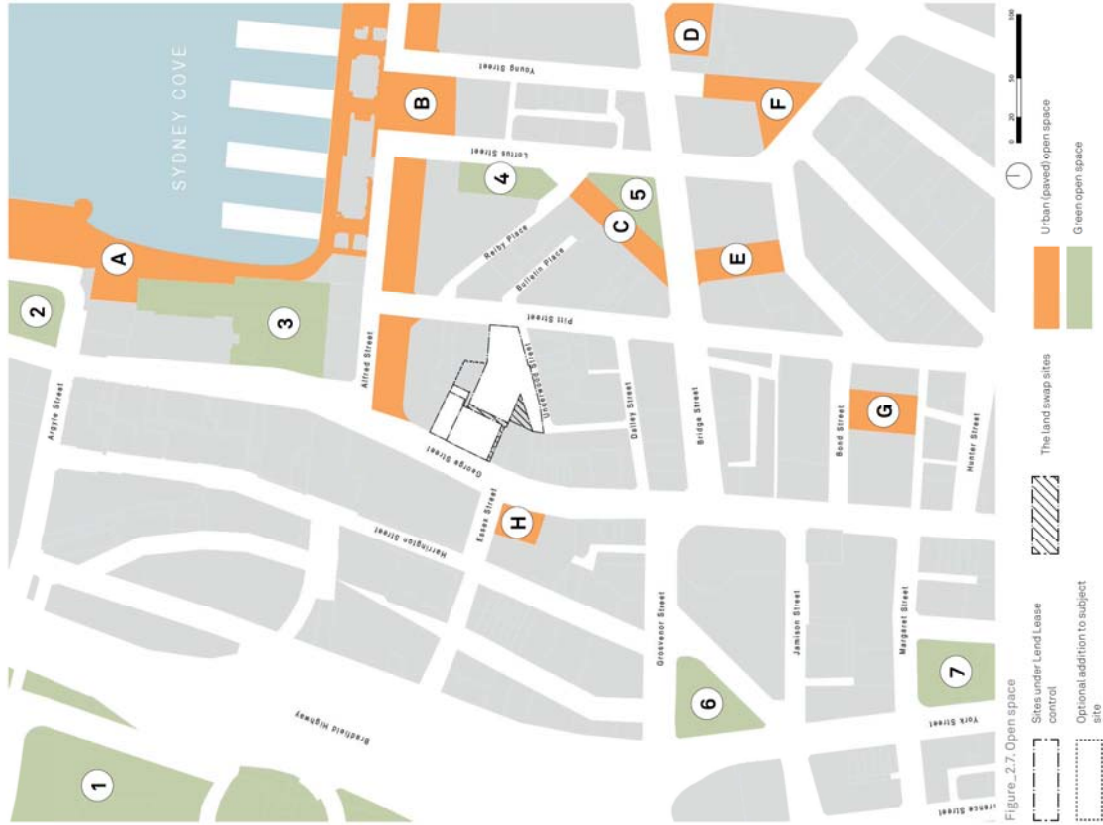 SYDNEY COVE
A
B
C
D
E
F
G
H
1
2
3
4
5
6
7
Argyle Street
Alfred Street
George Street
Harrington Street
Essex Street
Bradfield Highway
Young Street
Loftus Street
Reiby Place
Bulletin Place
Pitt Street
Underwood Street
Dalley Street
Bridge Street
Bond Street
Hunter Street
Grosvenor Street
Jamison Street
Margaret Street
York Street
rence Street
Figure_2.7. Open space
Sites under Lend Lease
control
Optional addition to subject
site
The land swap sites
Urban (paved) open space
Green open space
0
20
50
100